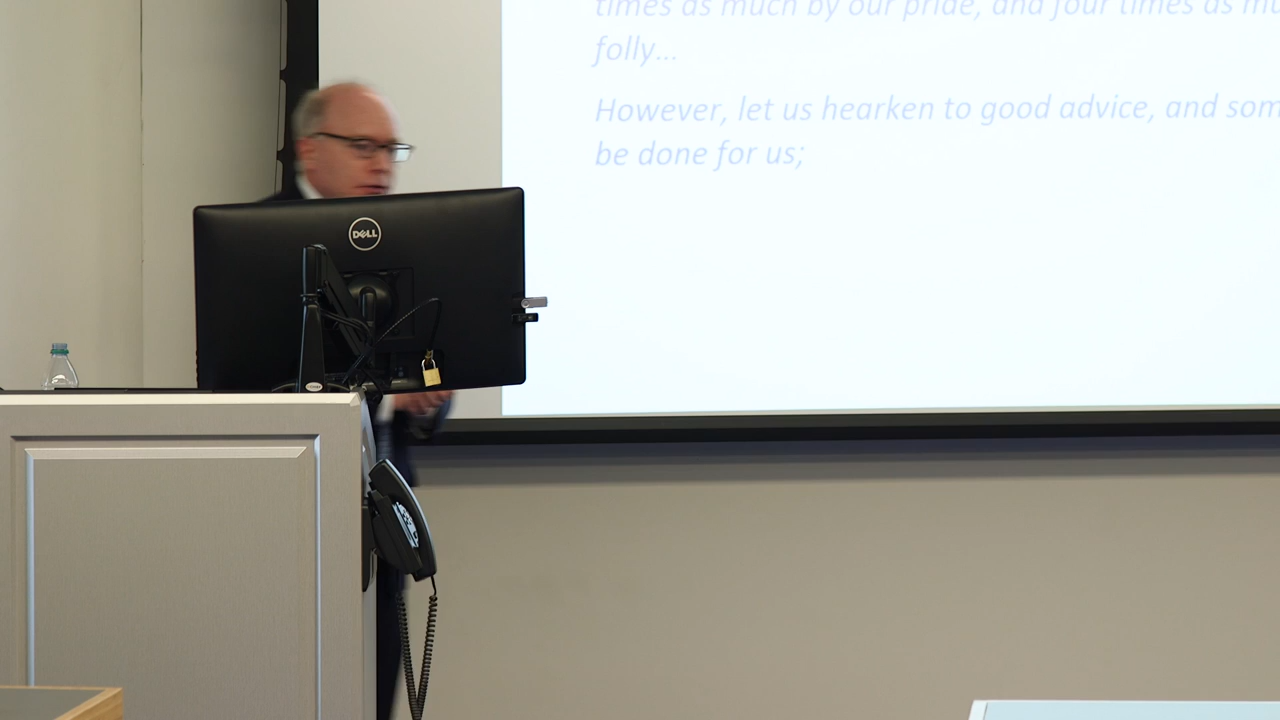 times as much by our pride, and four times as
folly...
However, let us hearken to good advice, and
be done for us;
DELL